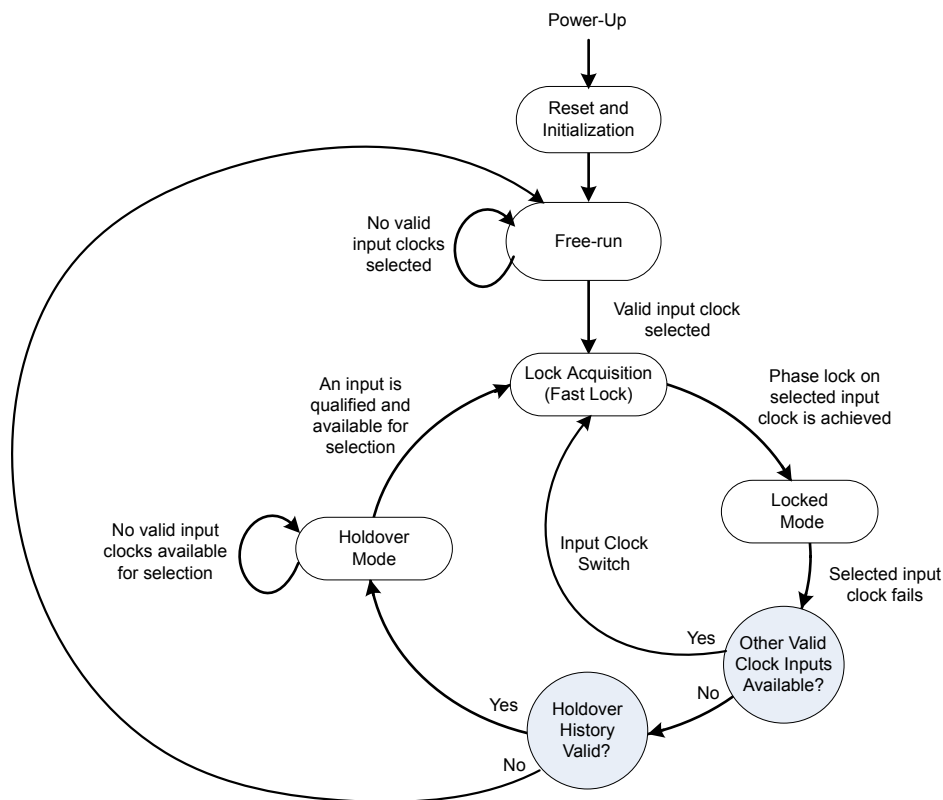 Power-Up
Reset and
Initialization
No valid
input clocks
selected
Free-run
Valid input clock
selected
An input is
qualified and
available for
selection
Lock Acquisition
(Fast Lock)
Phase lock on
selected input
clock is achieved
No valid input
clocks available
for selection
Holdover
Mode
Input Clock
Switch
Locked
Mode
Selected input
clock fails
Yes
Other Valid
Clock Inputs
Available?
No
Yes
Holdover
History
Valid?
No